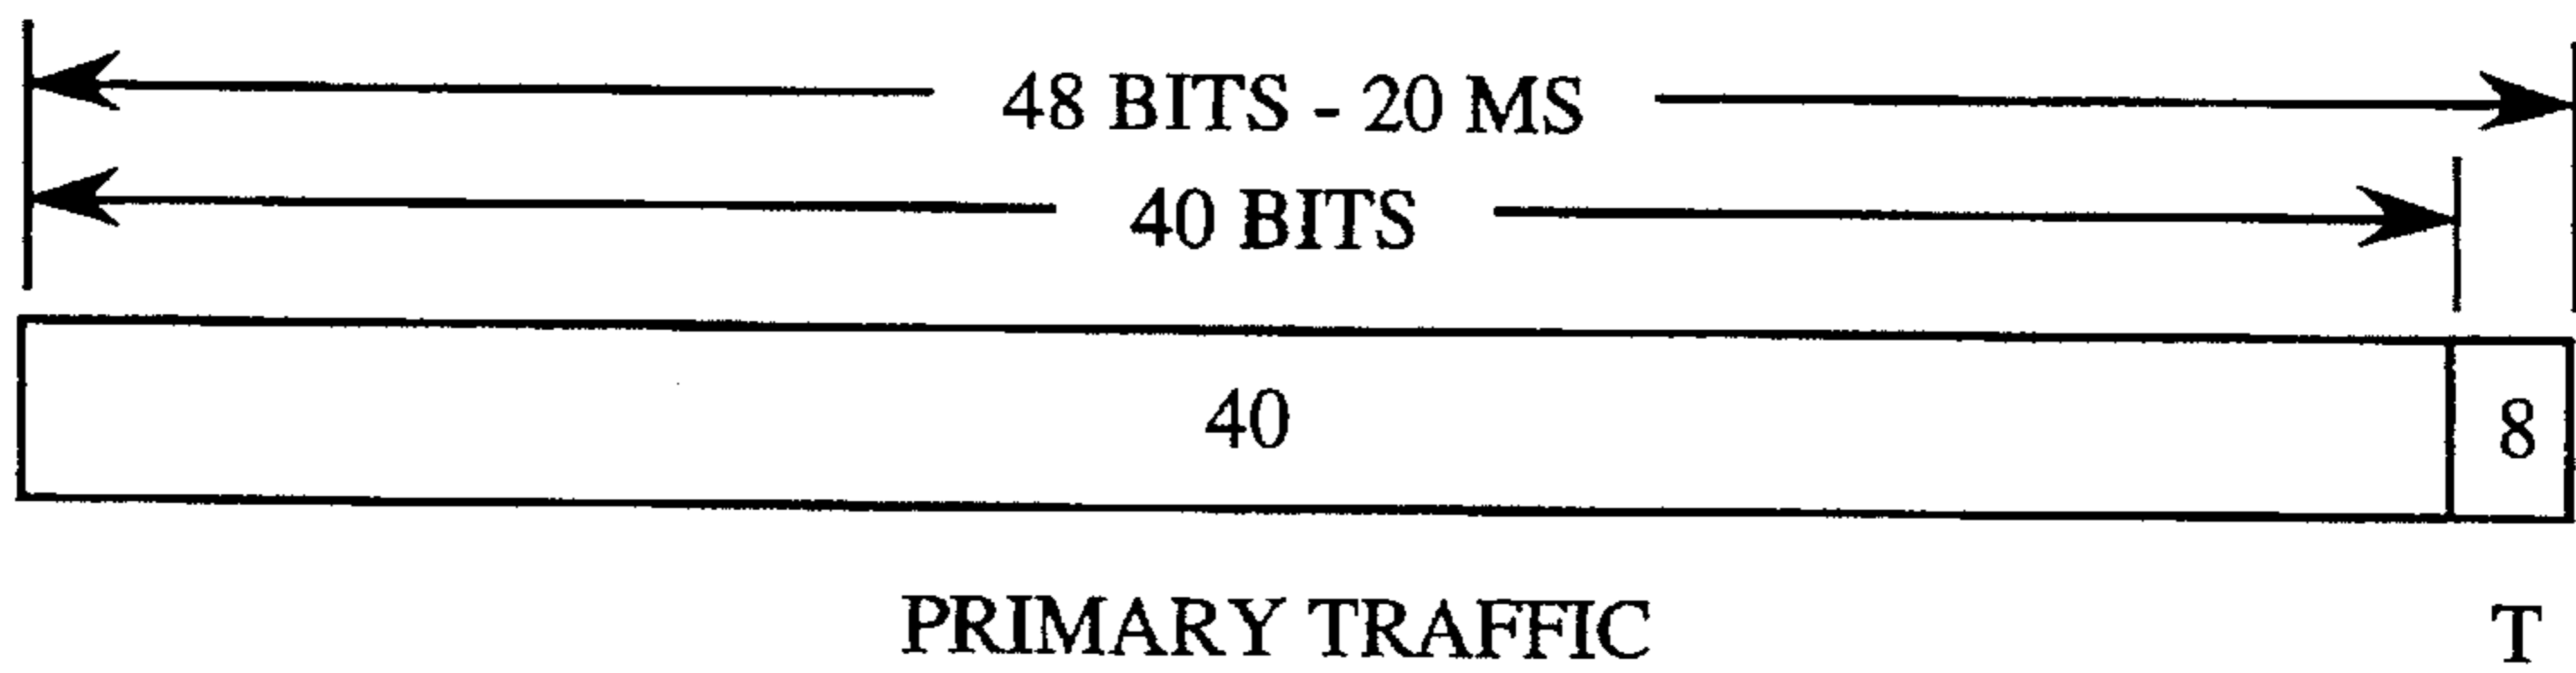 48 BITS - 20 MS
40 BITS
40 8
PRIMARY TRAFFIC T